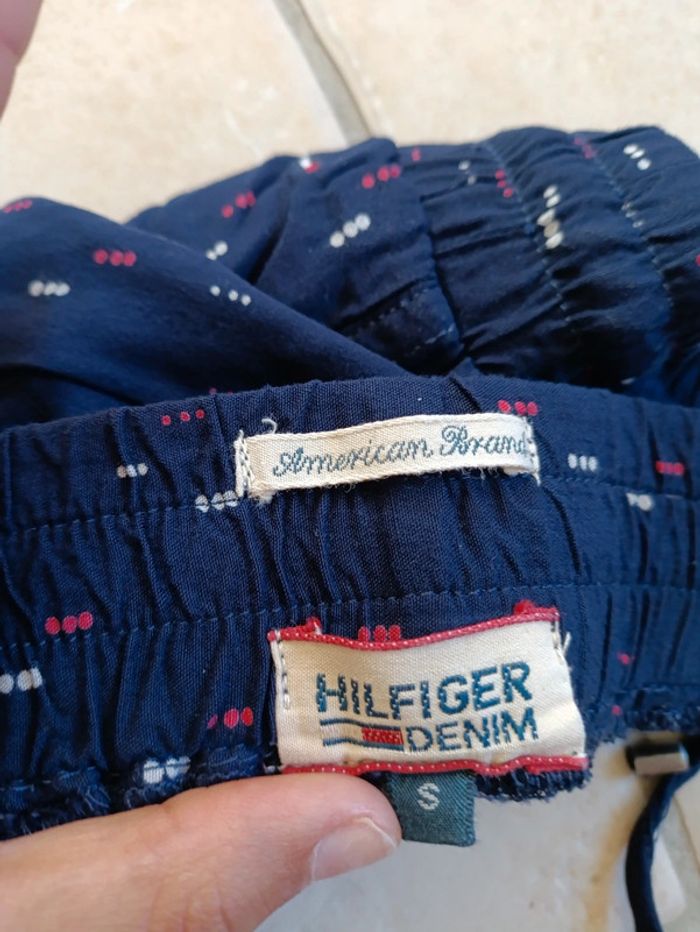 American Brand
HILFIGER
DENIM
S